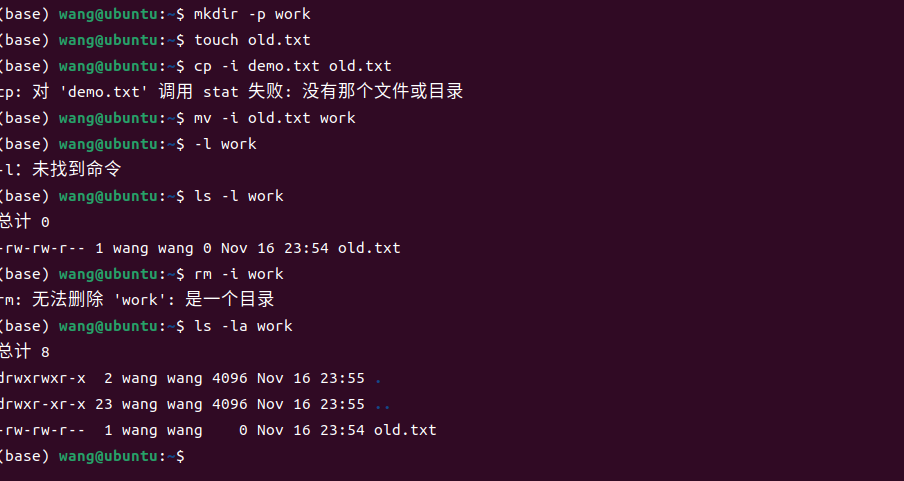 (base) wang@ubuntu:~$ mkdir -p work
(base) wang@ubuntu:~$ touch old.txt
(base) wang@ubuntu:~$ cp -i demo.txt old.txt
cp: 对 'demo.txt' 调用 stat 失败: 没有那个文件或目录
(base) wang@ubuntu:~$ mv -i old.txt work
(base) wang@ubuntu:~$ -l work
-l：未找到命令
(base) wang@ubuntu:~$ ls -l work
总计 0
-rw-rw-r-- 1 wang wang 0 Nov 16 23:54 old.txt
(base) wang@ubuntu:~$ rm -i work
rm: 无法删除 'work': 是一个目录
(base) wang@ubuntu:~$ ls -la work
总计 8
drwxrwxr-x  2 wang wang 4096 Nov 16 23:55 .
drwxr-xr-x 23 wang wang 4096 Nov 16 23:55 ..
-rw-rw-r--  1 wang wang    0 Nov 16 23:54 old.txt
(base) wang@ubuntu:~$